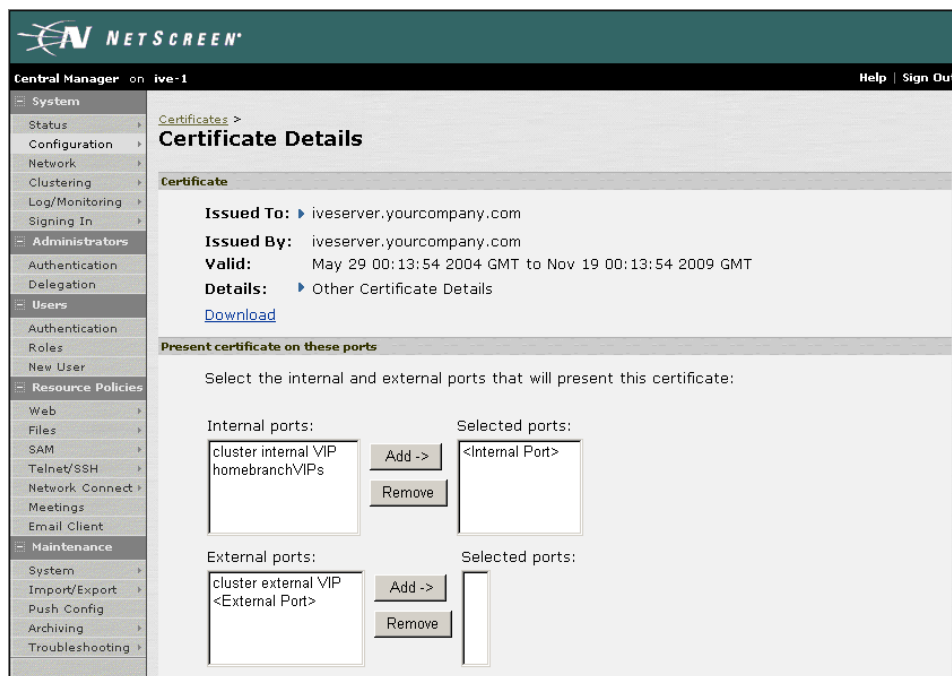 NETSCREEN
Central Manager on ive-1
Help | Sign Out
System
Status
Configuration
Network
Clustering
Log/Monitoring
Signing In
Administrators
Authentication
Delegation
Users
Authentication
Roles
New User
Resource Policies
Web
Files
SAM
Telnet/SSH
Network Connect
Meetings
Email Client
Maintenance
System
Import/Export
Push Config
Archiving
Troubleshooting
Certificates >
Certificate Details
Certificate
Issued To: iveserver.yourcompany.com
Issued By: iveserver.yourcompany.com
Valid: May 29 00:13:54 2004 GMT to Nov 19 00:13:54 2009 GMT
Details: Other Certificate Details
Download
Present certificate on these ports
Select the internal and external ports that will present this certificate:
Internal ports: Selected ports:
cluster internal VIP
homebranchVIPs
Add ->
Remove
<Internal Port>
External ports: Selected ports:
cluster external VIP
<External Port>
Add ->
Remove